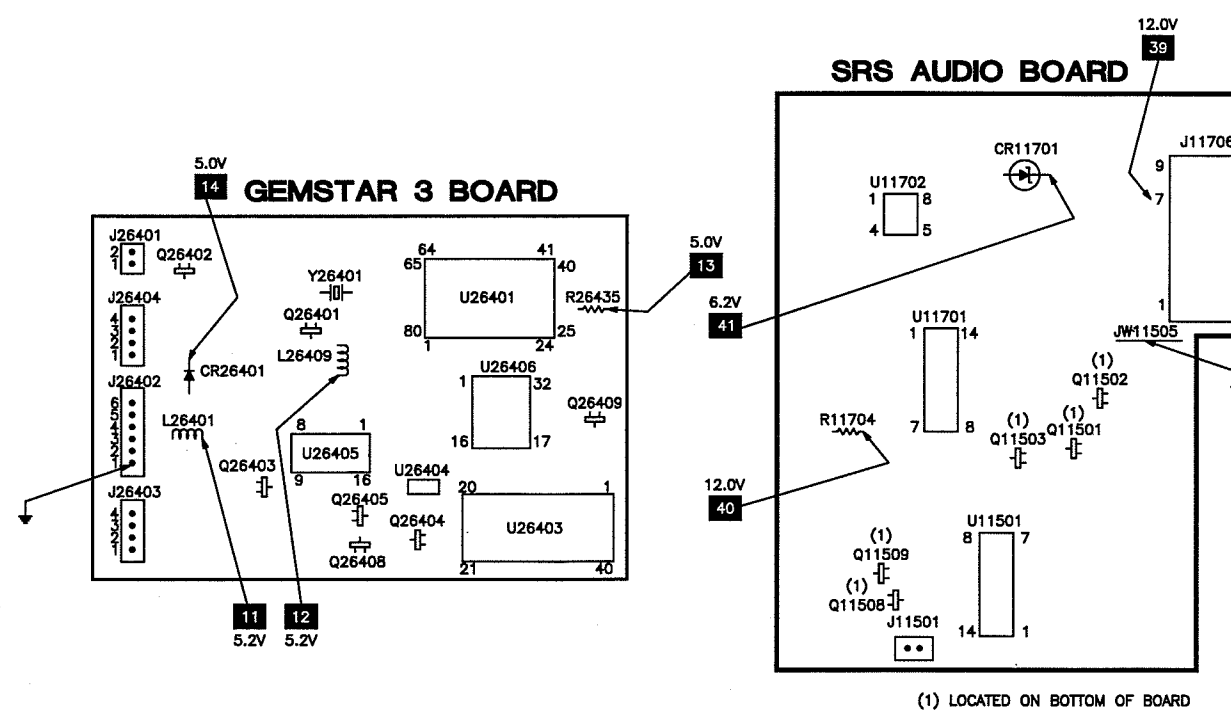 12.0V
39
SRS AUDIO BOARD
J11706
9
7
1
CR11701
U11702
1 8
4 5
6.2V
41
U11701
1 14
7 8
JW11505
(1)
Q11502
(1)
Q11503
(1)
Q11501
R11704
12.0V
40
U11501
8 7
14 1
(1)
Q11509
(1)
Q11508
J11501
(1) LOCATED ON BOTTOM OF BOARD
5.0V
14
GEMSTAR 3 BOARD
J26401
2
1
Q26402
J26404
4
3
2
1
J26402
6
5
4
3
2
1
J26403
4
3
2
1
CR26401
L26401
Y26401
Q26401
L26409
64 41
65 40
U26401
80 25
1 24
R26435
5.0V
13
U26406
1 32
16 17
Q26409
8 1
U26405
9 16
Q26403
U26404
Q26405
Q26404
Q26408
20 1
U26403
21 40
11
5.2V
12
5.2V